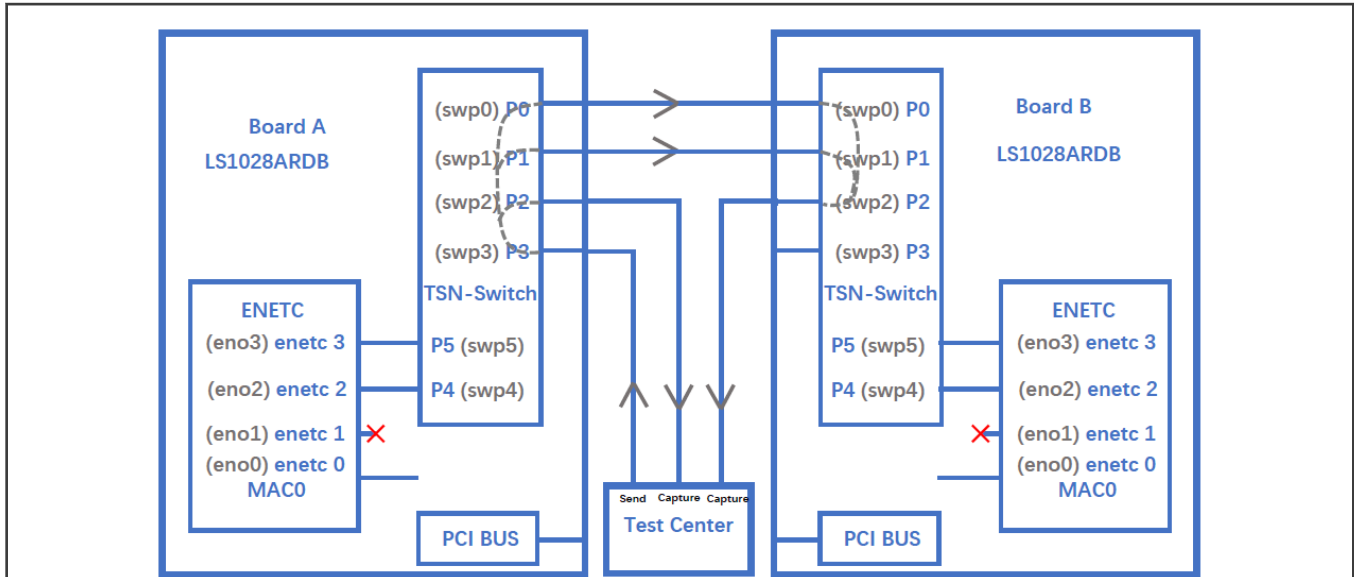 Board A
LS1028ARDB
(swp0) P0
(swp1) P1
(swp2) P2
(swp3) P3
TSN-Switch
P5 (swp5)
P4 (swp4)
ENETC
(eno3) enetc 3
(eno2) enetc 2
(eno1) enetc 1
(eno0) enetc 0
MAC0
PCI BUS
Send Capture Capture
Test Center
Board B
LS1028ARDB
(swp0) P0
(swp1) P1
(swp2) P2
(swp3) P3
TSN-Switch
P5 (swp5)
P4 (swp4)
ENETC
(eno3) enetc 3
(eno2) enetc 2
(eno1) enetc 1
(eno0) enetc 0
MAC0
PCI BUS